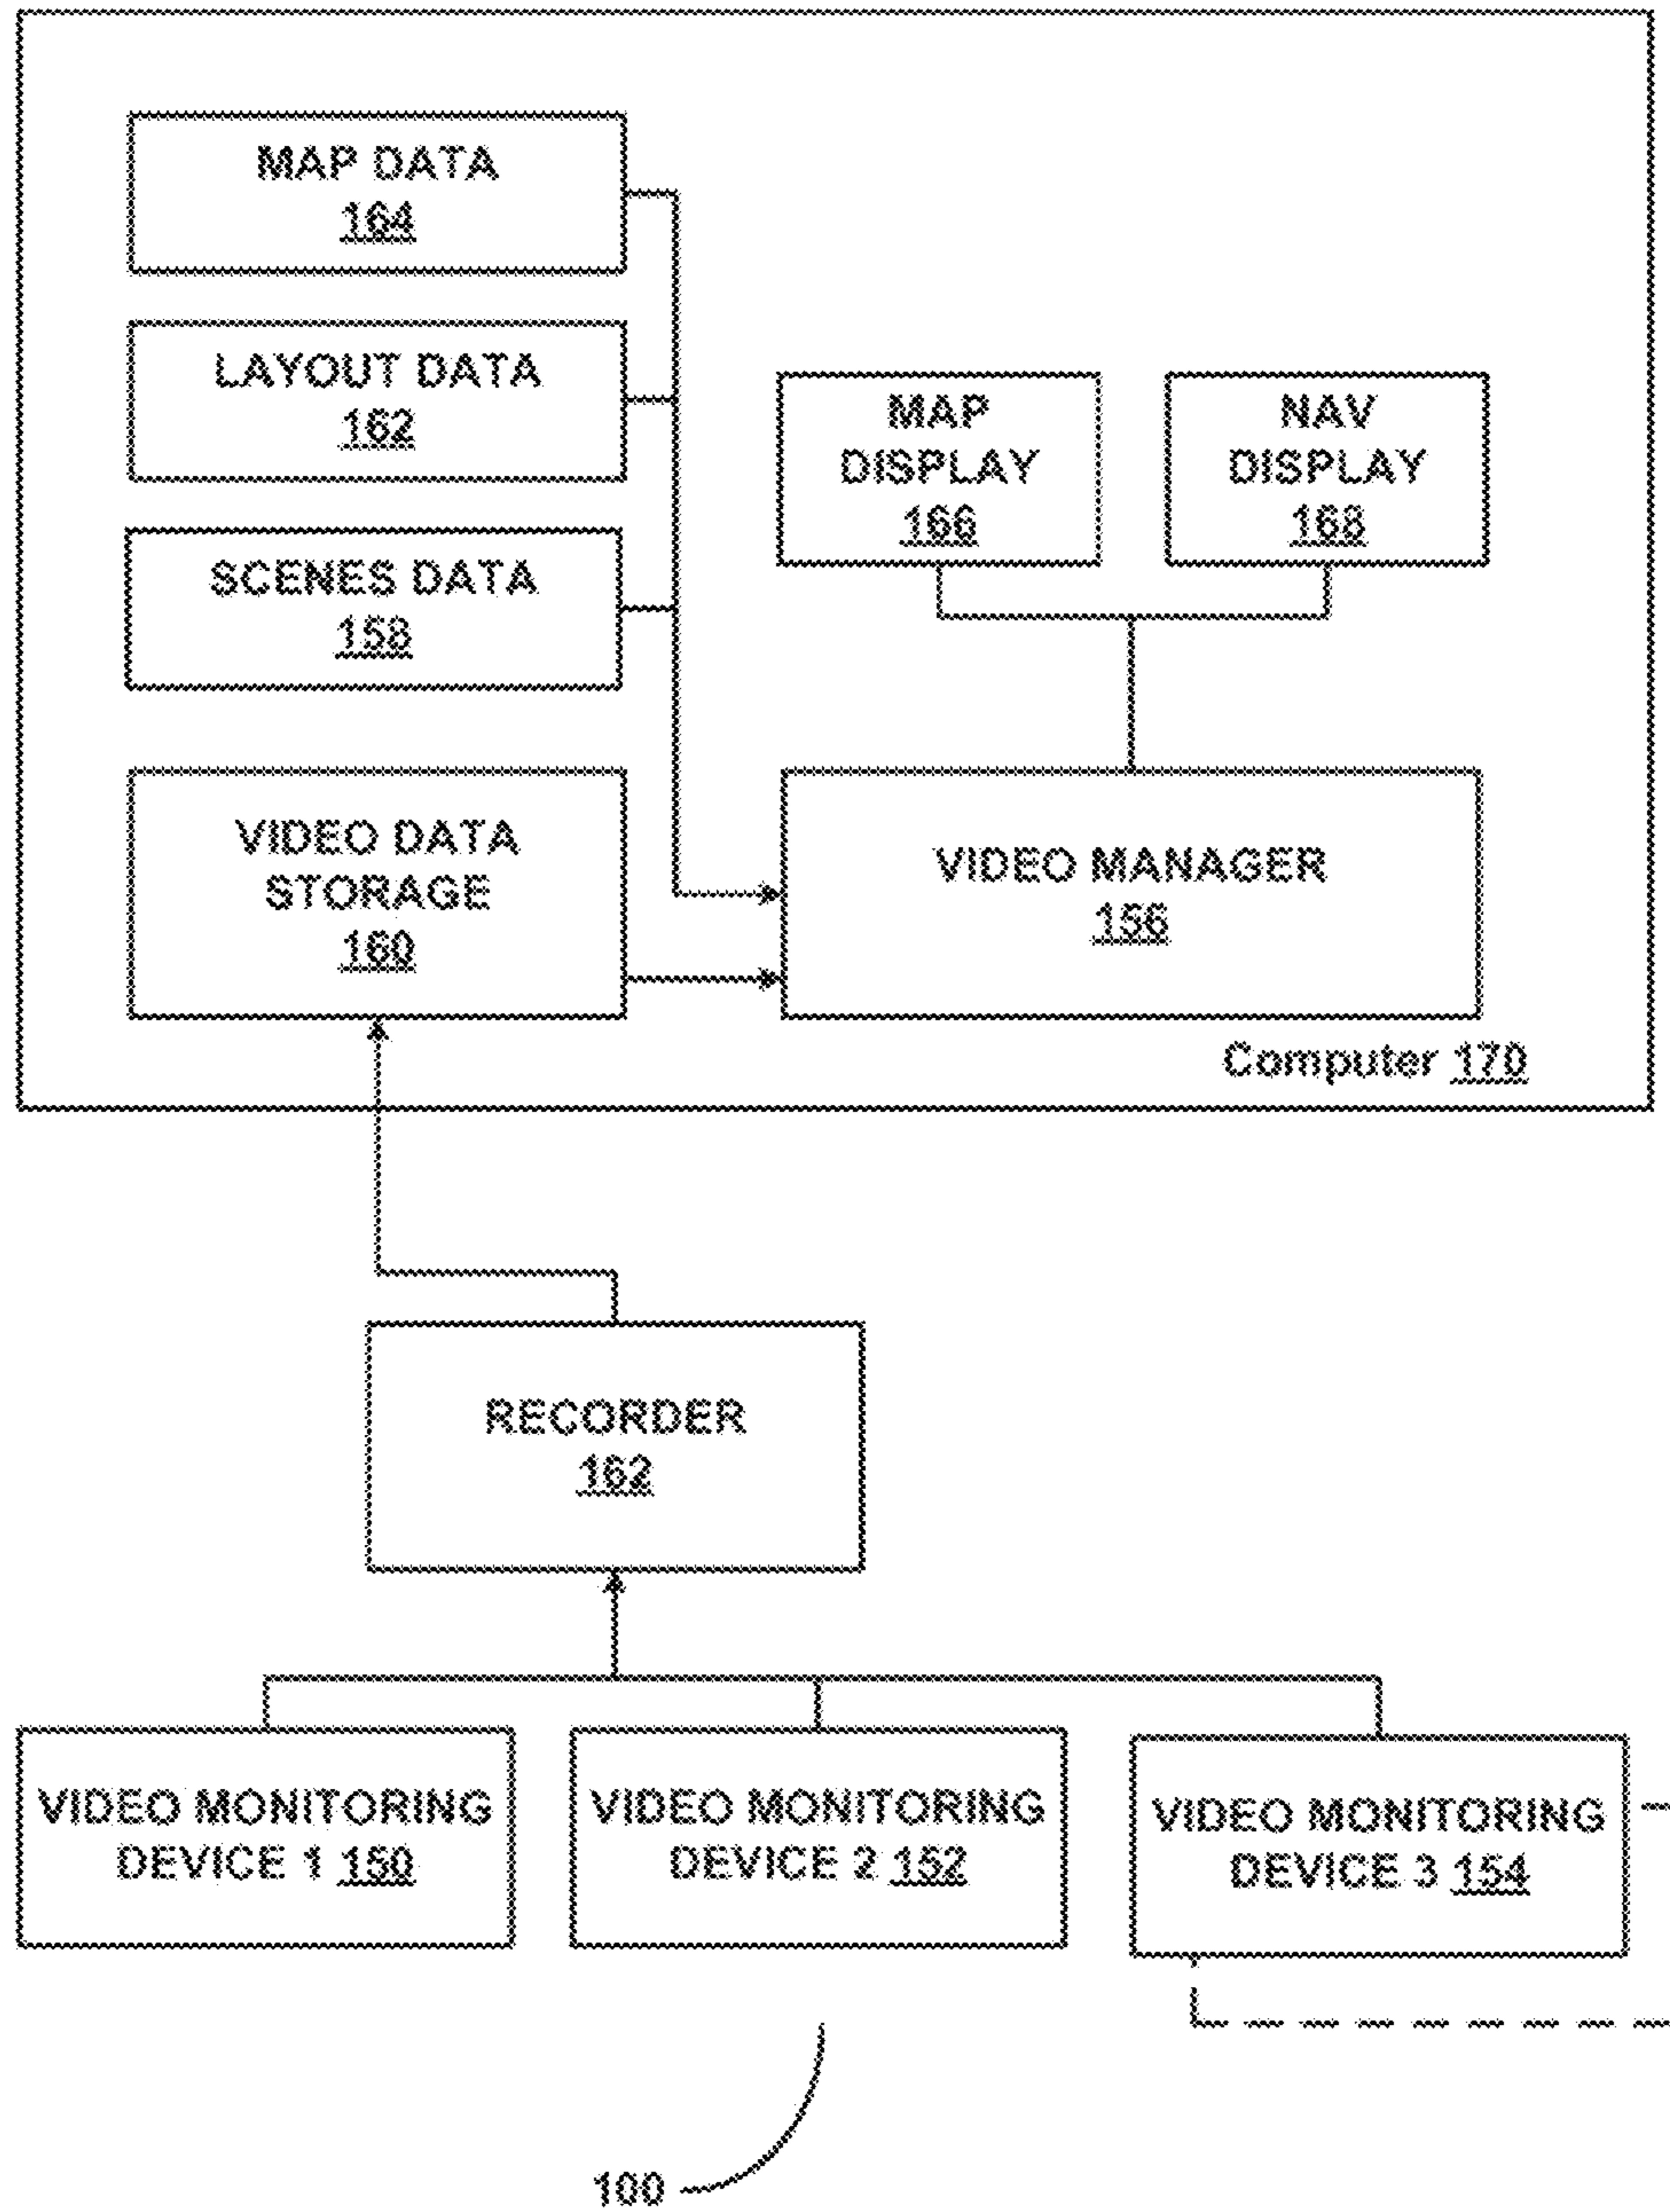 MAP DATA
164
LAYOUT DATA
162
SCENES DATA
158
MAP
DISPLAY
166
NAV
DISPLAY
168
VIDEO DATA
STORAGE
160
VIDEO MANAGER
156
Computer 170
RECORDER
162
VIDEO MONITORING
DEVICE 1 150
VIDEO MONITORING
DEVICE 2 152
VIDEO MONITORING
DEVICE 3 154
100